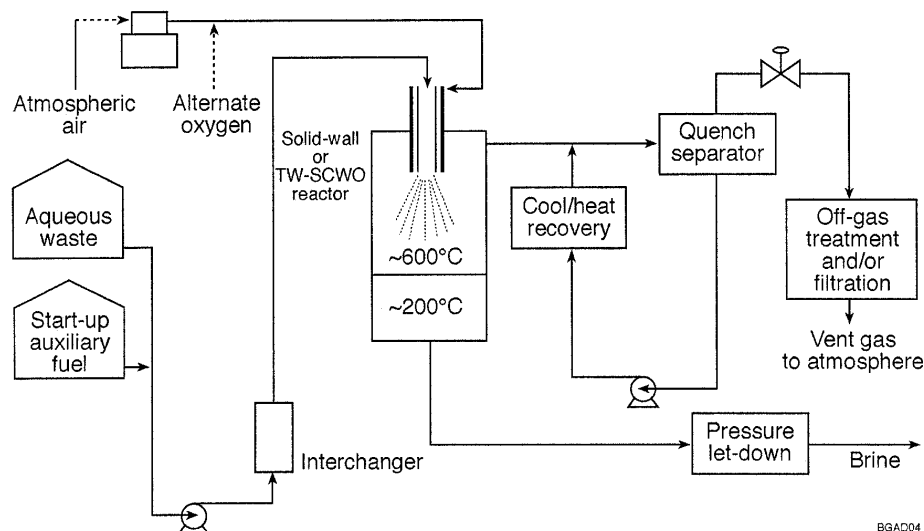 Atmospheric
air
Alternate
oxygen
Solid-wall
or
TW-SCWO
reactor
Quench
separator
Aqueous
waste
Cool/heat
recovery
~600°C
~200°C
Off-gas
treatment
and/or
filtration
Start-up
auxiliary
fuel
Vent gas
to atmosphere
Interchanger
Pressure
let-down
Brine
BGAD04